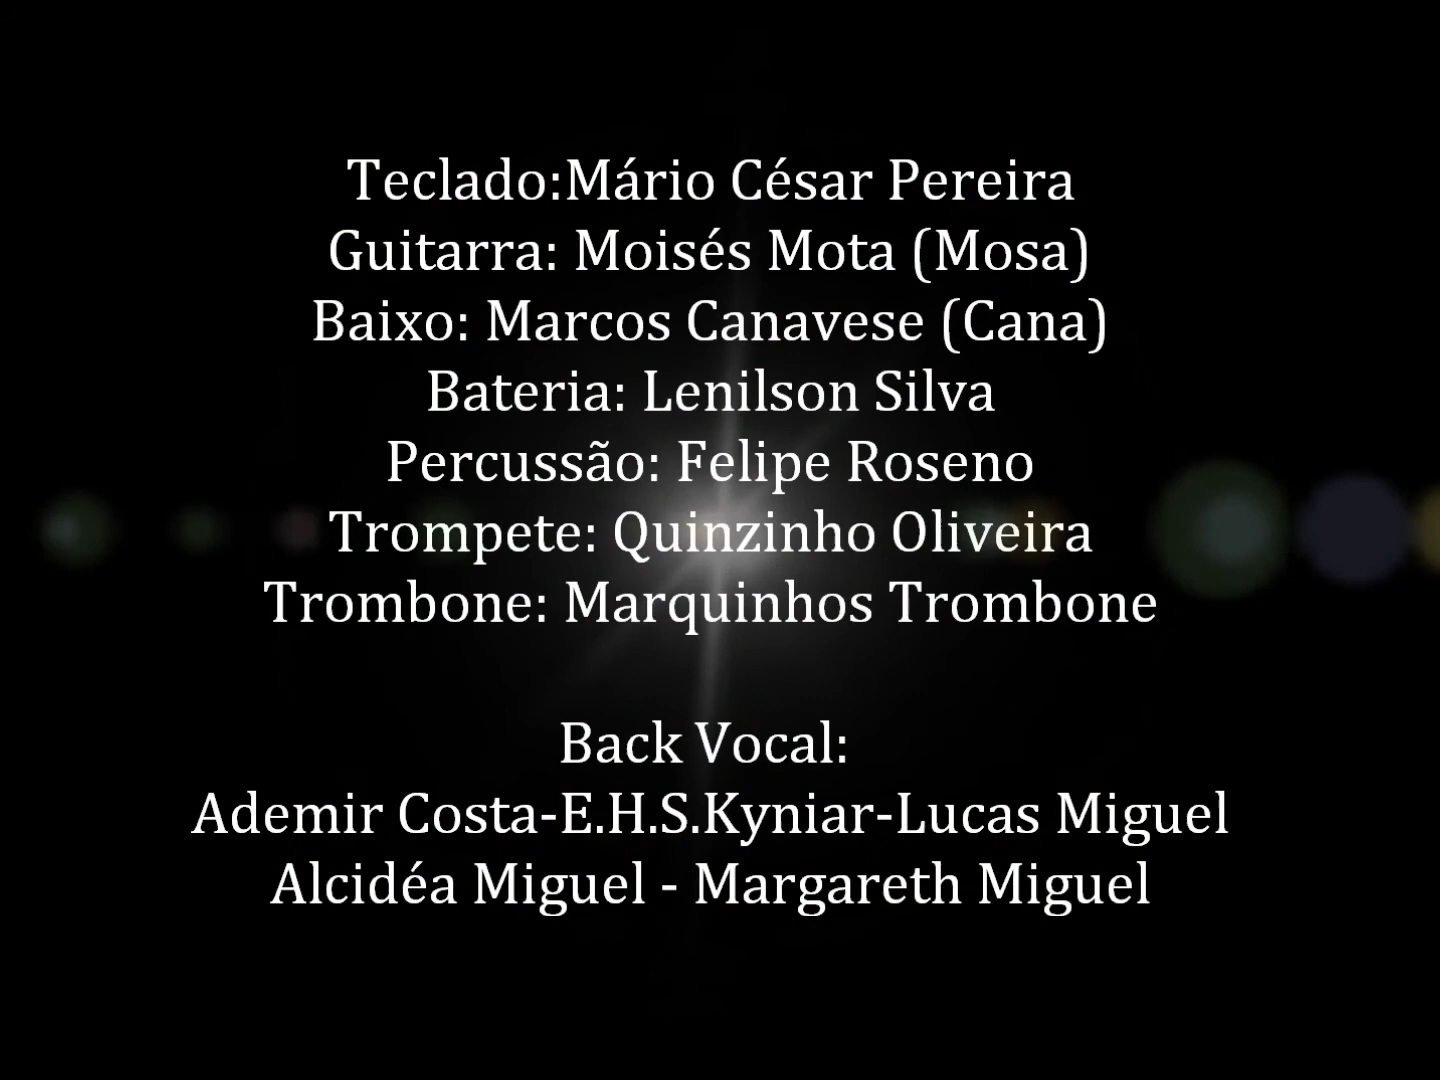 Teclado:Mário César Pereira
Guitarra: Moisés Mota (Mosa)
Baixo: Marcos Canavese (Cana)
Bateria: Lenilson Silva
Percussão: Felipe Roseno
Trompete: Quinzinho Oliveira
Trombone: Marquinhos Trombone
Back Vocal:
Ademir Costa-E.H.S.Kyniar-Lucas Miguel
Alcidéa Miguel - Margareth Miguel